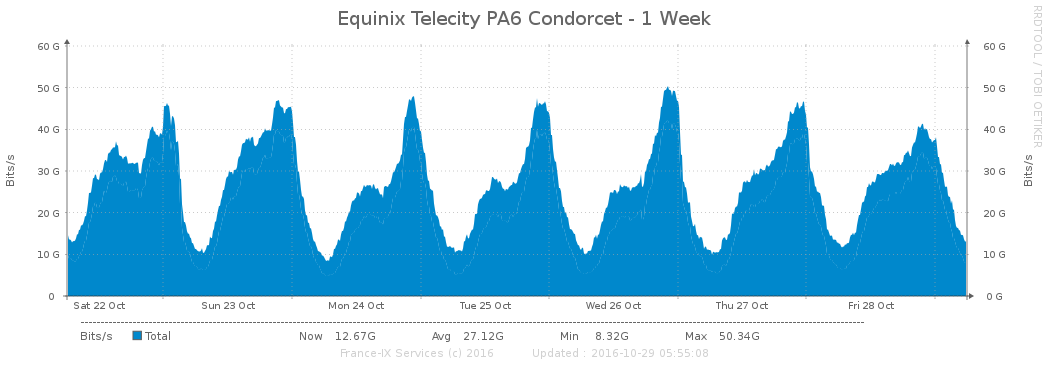 Equinix Telecity PA6 Condorcet - 1 Week
RRDTOOL / TOBI OETIKER
Bits/s
60 G
50 G
40 G
30 G
20 G
10 G
0
60 G
50 G
40 G
30 G
20 G
10 G
0 G
Bits/s
Sat 22 Oct Sun 23 Oct Mon 24 Oct Tue 25 Oct Wed 26 Oct Thu 27 Oct Fri 28 Oct
Bits/s Total Now 12.67G Avg 27.12G Min 8.32G Max 50.34G
France-IX Services (c) 2016 Updated : 2016-10-29 05:55:08